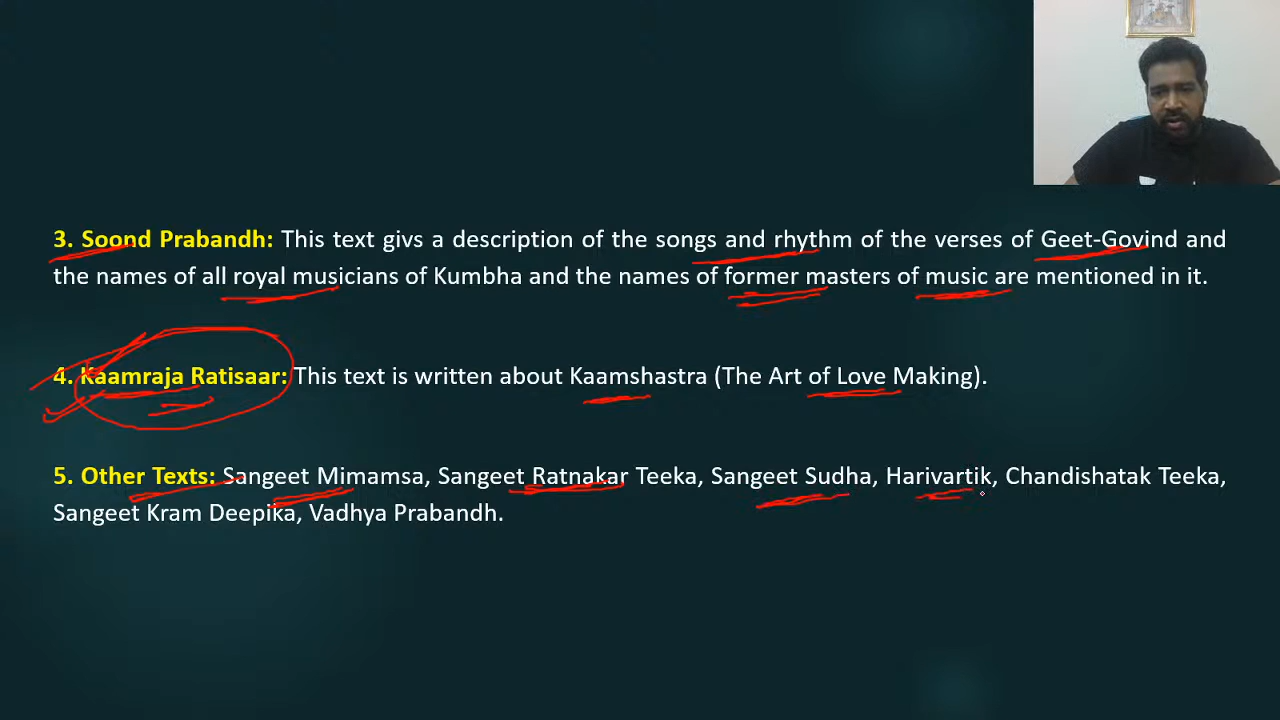 3. Soond Prabandh: This text givs a description of the songs and rhythm of the verses of Geet-Govind and
the names of all royal musicians of Kumbha and the names of former masters of music are mentioned in it.
4. Kaamraja Ratisaar: This text is written about Kaamshastra (The Art of Love Making).
5. Other Texts: Sangeet Mimamsa, Sangeet Ratnakar Teeka, Sangeet Sudha, Harivartik, Chandishatak Teeka,
Sangeet Kram Deepika, Vadhya Prabandh.